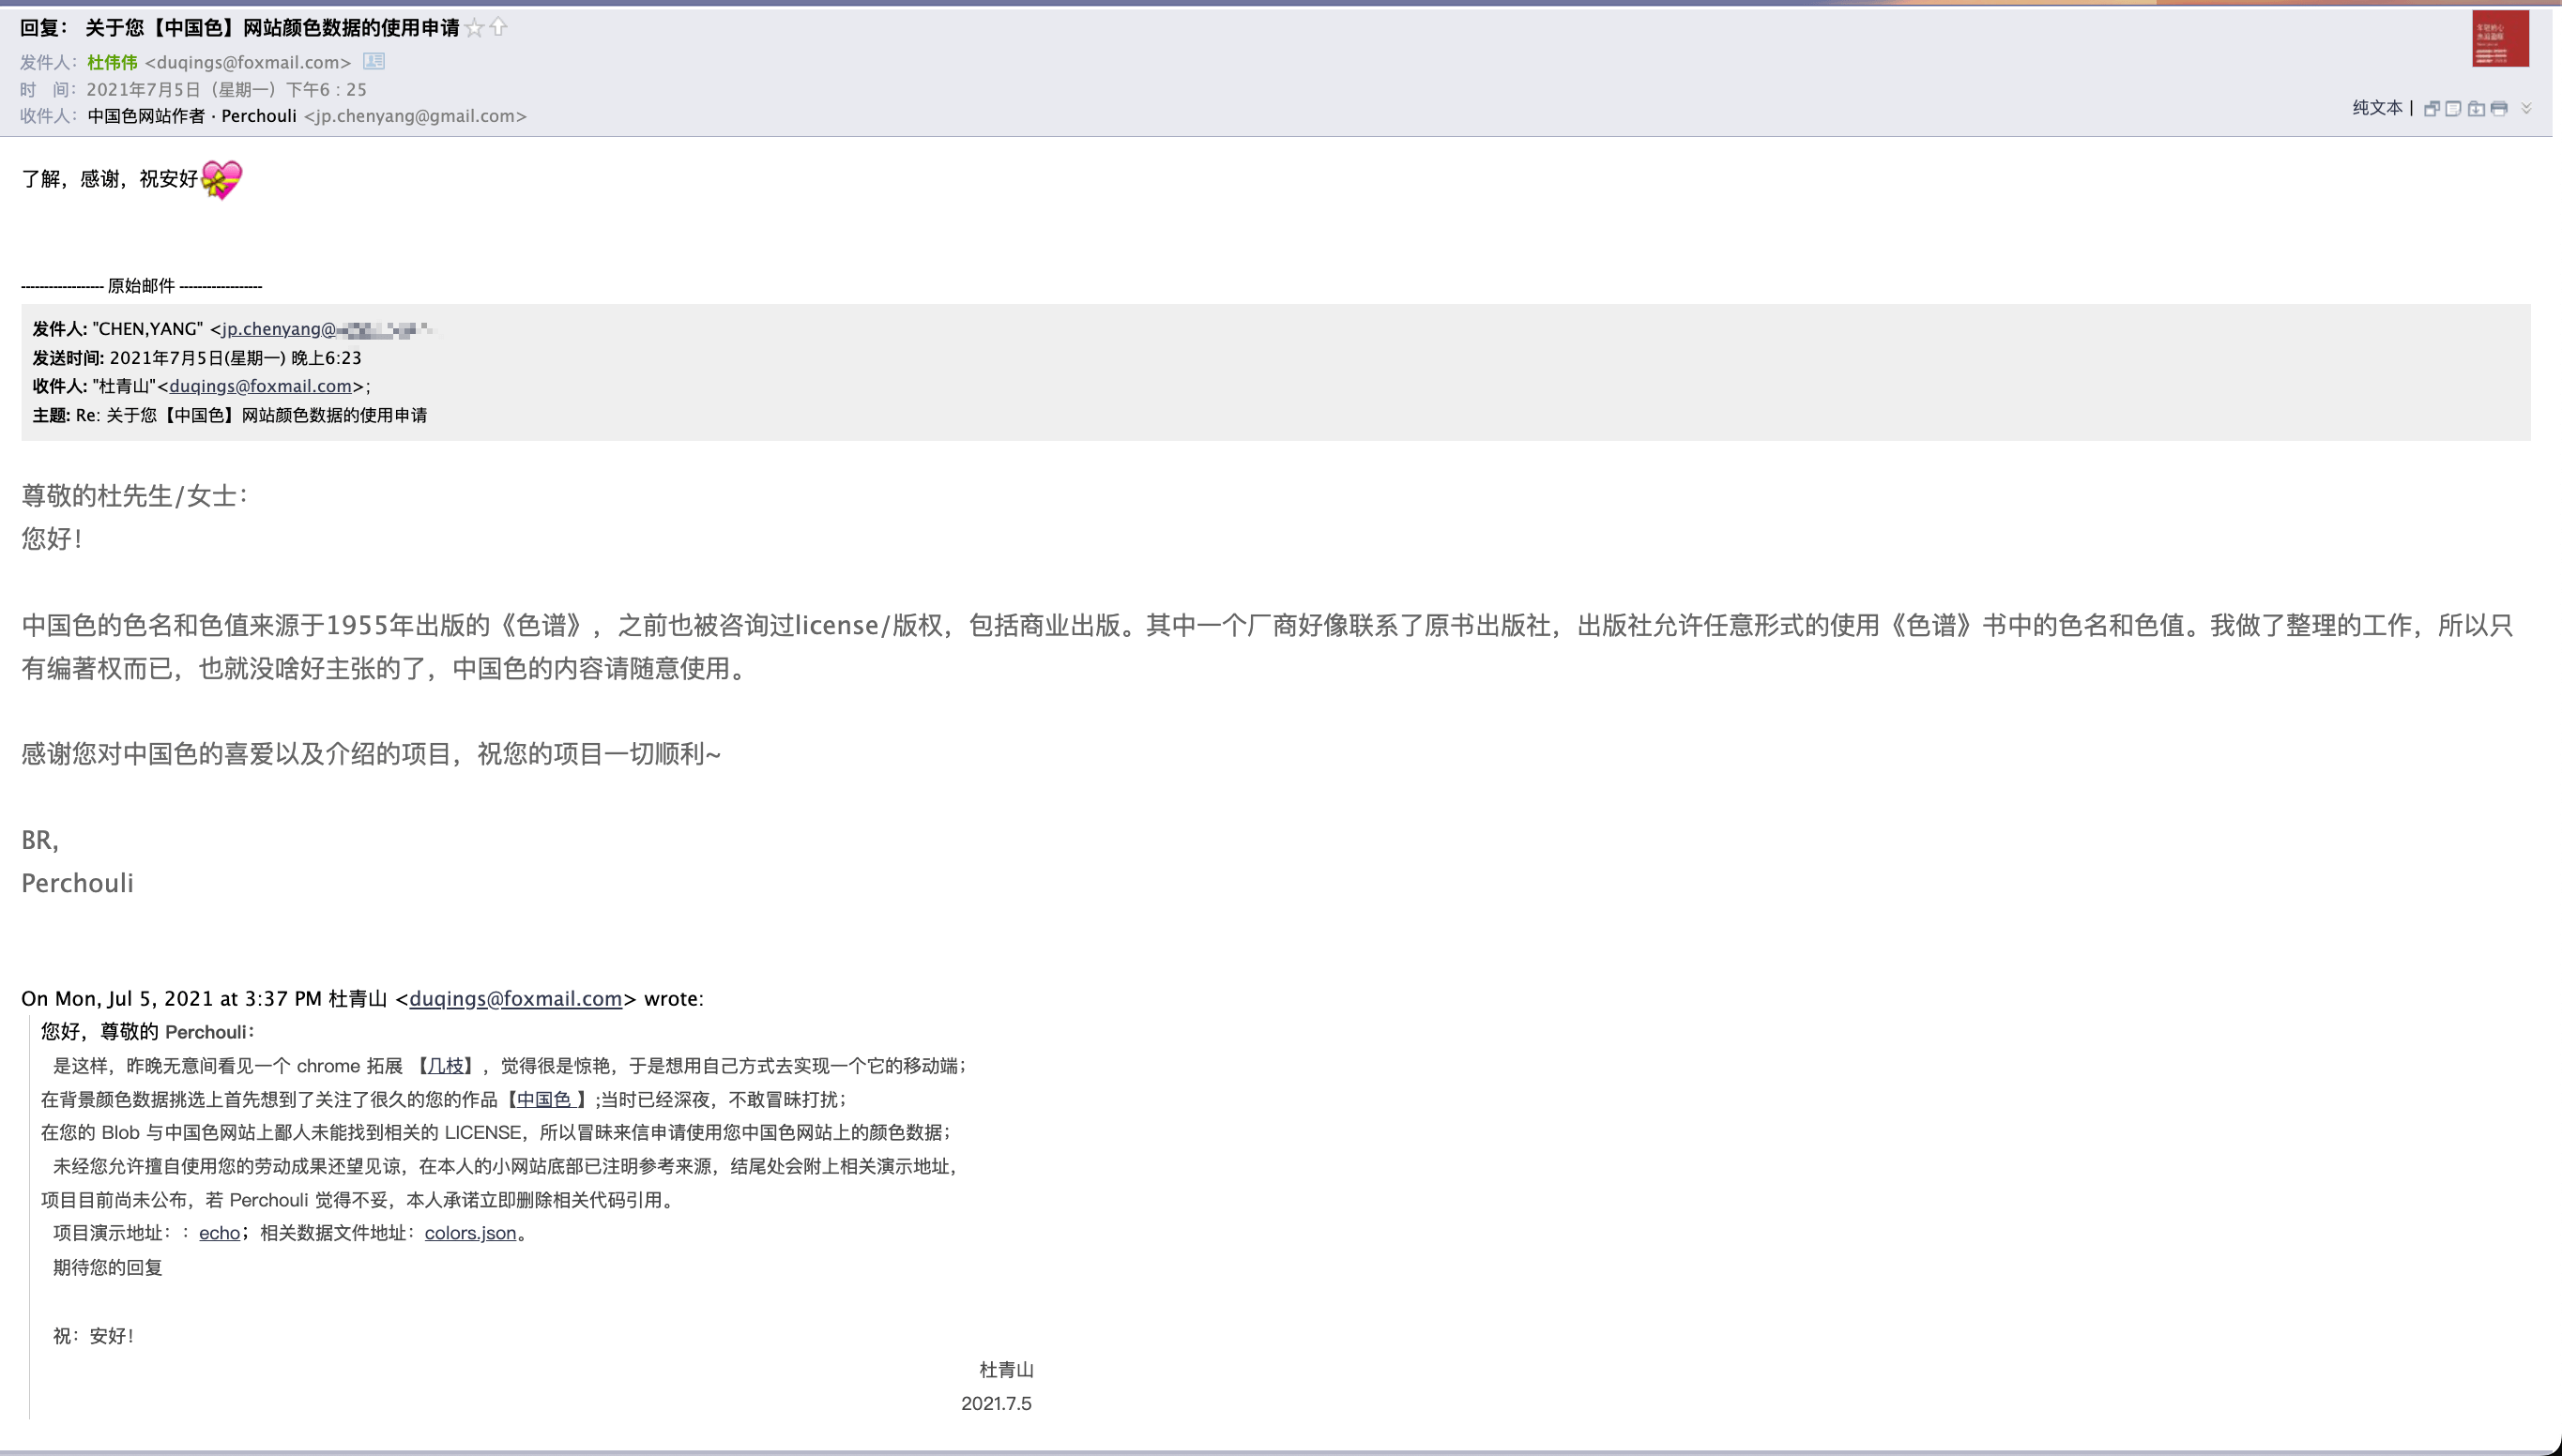 回复： 关于您【中国色】网站颜色数据的使用申请
发件人：杜伟伟 <duqings@foxmail.com>
时 间：2021年7月5日（星期一）下午6 : 25
收件人：中国色网站作者 · Perchouli <jp.chenyang@gmail.com>
纯文本 |
了解，感谢，祝安好
------------------ 原始邮件 ------------------
发件人: "CHEN,YANG" <jp.chenyang@
发送时间: 2021年7月5日(星期一) 晚上6:23
收件人: "杜青山"<duqings@foxmail.com>;
主题: Re: 关于您【中国色】网站颜色数据的使用申请
尊敬的杜先生/女士：
您好！
中国色的色名和色值来源于1955年出版的《色谱》，之前也被咨询过license/版权，包括商业出版。其中一个厂商好像联系了原书出版社，出版社允许任意形式的使用《色谱》书中的色名和色值。我做了整理的工作，所以只
有编著权而已，也就没啥好主张的了，中国色的内容请随意使用。
感谢您对中国色的喜爱以及介绍的项目，祝您的项目一切顺利~
BR,
Perchouli
On Mon, Jul 5, 2021 at 3:37 PM 杜青山 <duqings@foxmail.com> wrote:
您好，尊敬的 Perchouli：
是这样，昨晚无意间看见一个 chrome 拓展 【几枝】，觉得很是惊艳，于是想用自己方式去实现一个它的移动端；
在背景颜色数据挑选上首先想到了关注了很久的您的作品【中国色 】;当时已经深夜，不敢冒昧打扰；
在您的 Blob 与中国色网站上鄙人未能找到相关的 LICENSE，所以冒昧来信申请使用您中国色网站上的颜色数据；
未经您允许擅自使用您的劳动成果还望见谅，在本人的小网站底部已注明参考来源，结尾处会附上相关演示地址，
项目目前尚未公布，若 Perchouli 觉得不妥，本人承诺立即删除相关代码引用。
项目演示地址：： echo；相关数据文件地址：colors.json。
期待您的回复
祝：安好！
杜青山
2021.7.5